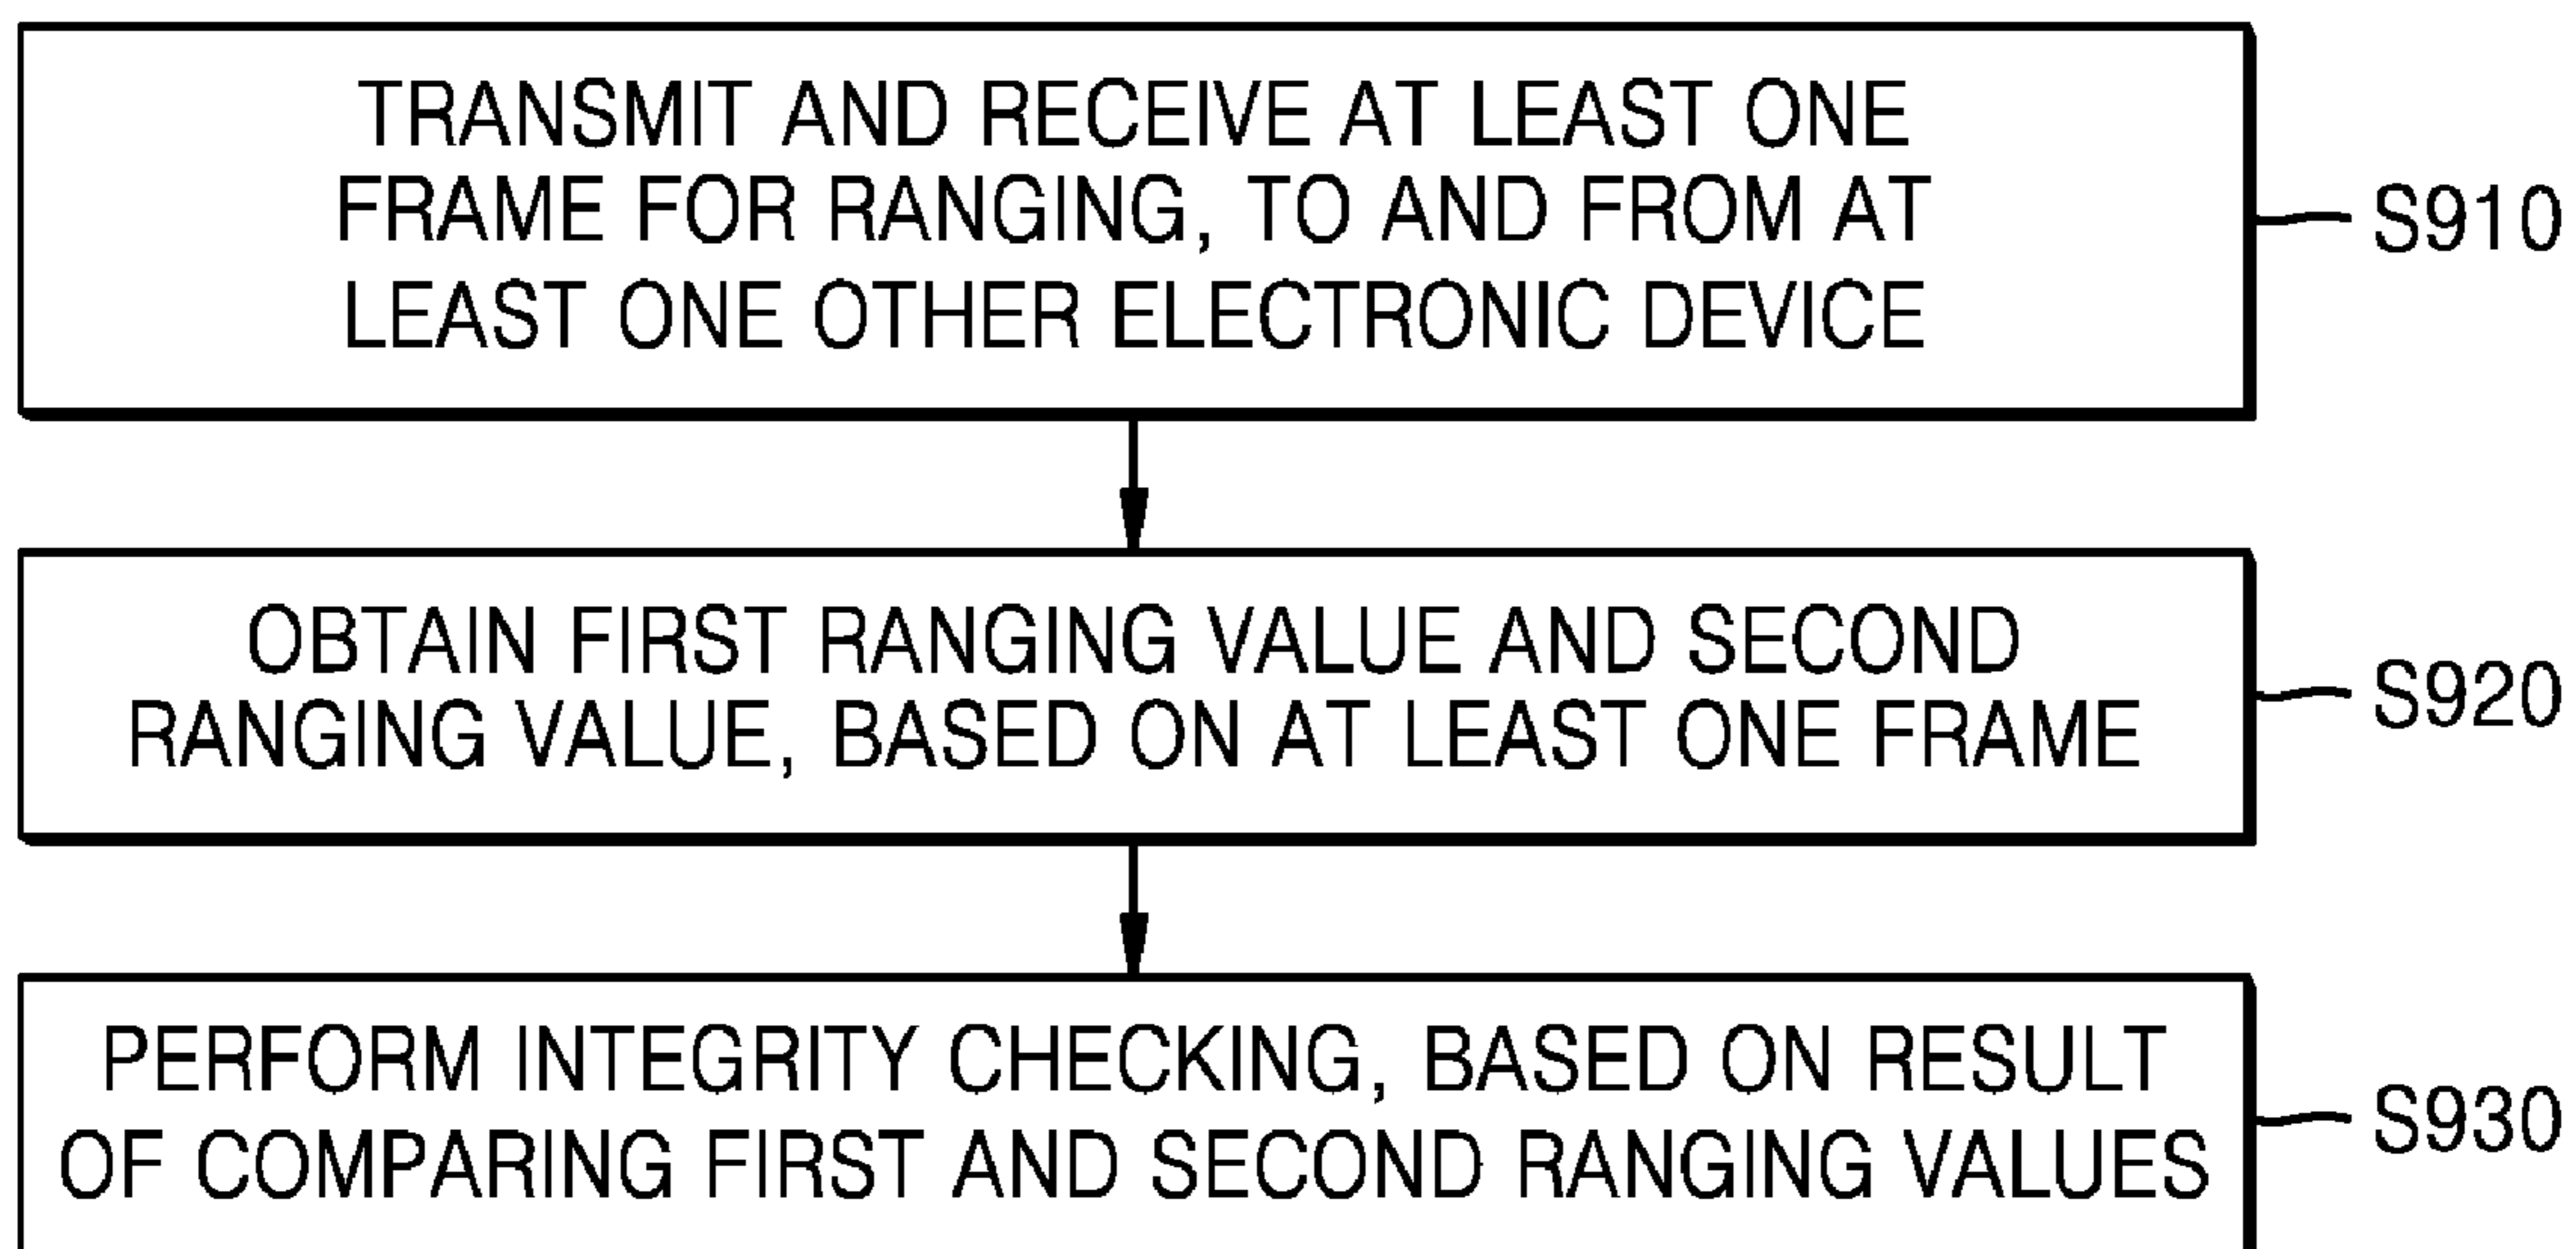 TRANSMIT AND RECEIVE AT LEAST ONE
FRAME FOR RANGING, TO AND FROM AT
LEAST ONE OTHER ELECTRONIC DEVICE
S910
OBTAIN FIRST RANGING VALUE AND SECOND
RANGING VALUE, BASED ON AT LEAST ONE FRAME
S920
PERFORM INTEGRITY CHECKING, BASED ON RESULT
OF COMPARING FIRST AND SECOND RANGING VALUES
S930